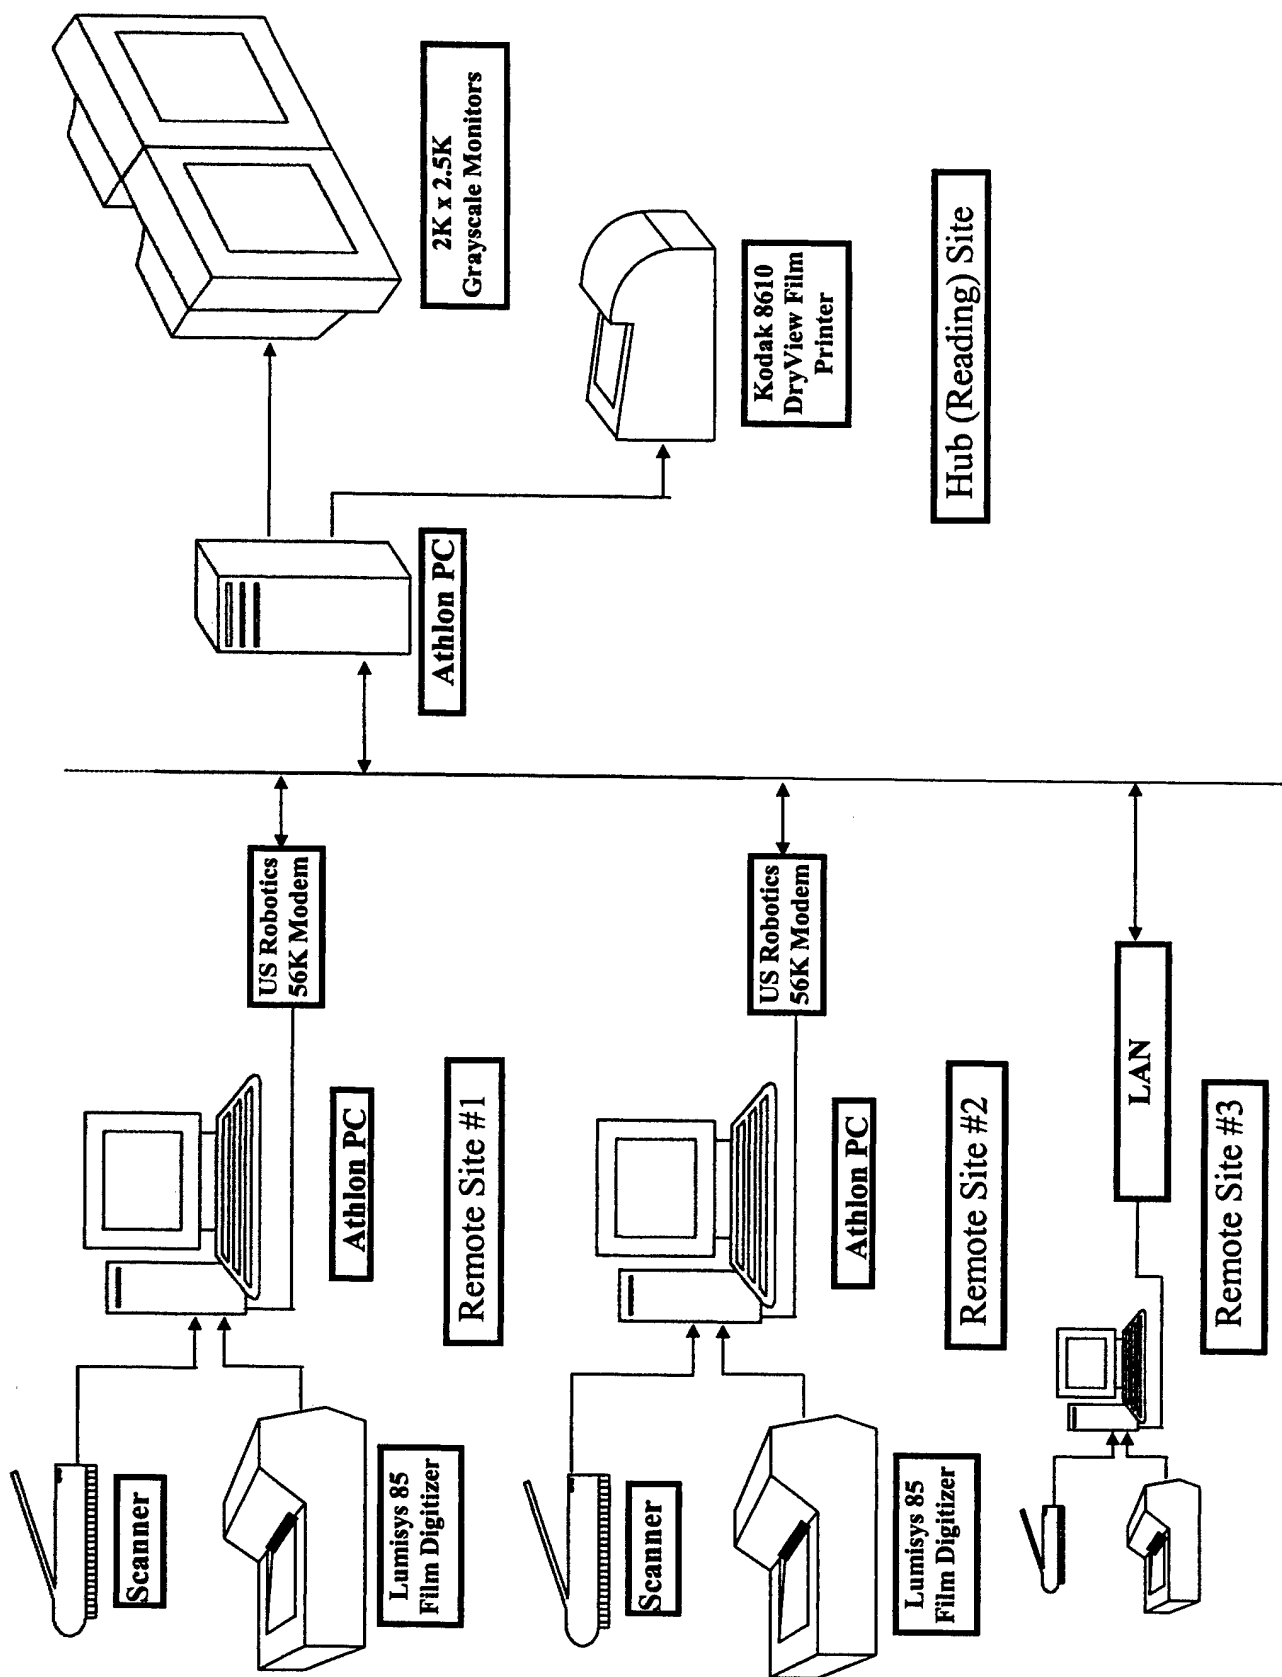 Scanner
Lumisys 85
Film Digitizer
Athlon PC
Remote Site #1
US Robotics
56K Modem
Scanner
Lumisys 85
Film Digitizer
Athlon PC
Remote Site #2
US Robotics
56K Modem
Remote Site #3
LAN
Athlon PC
2K x 2.5K
Grayscale Monitors
Kodak 8610
DryView Film
Printer
Hub (Reading) Site